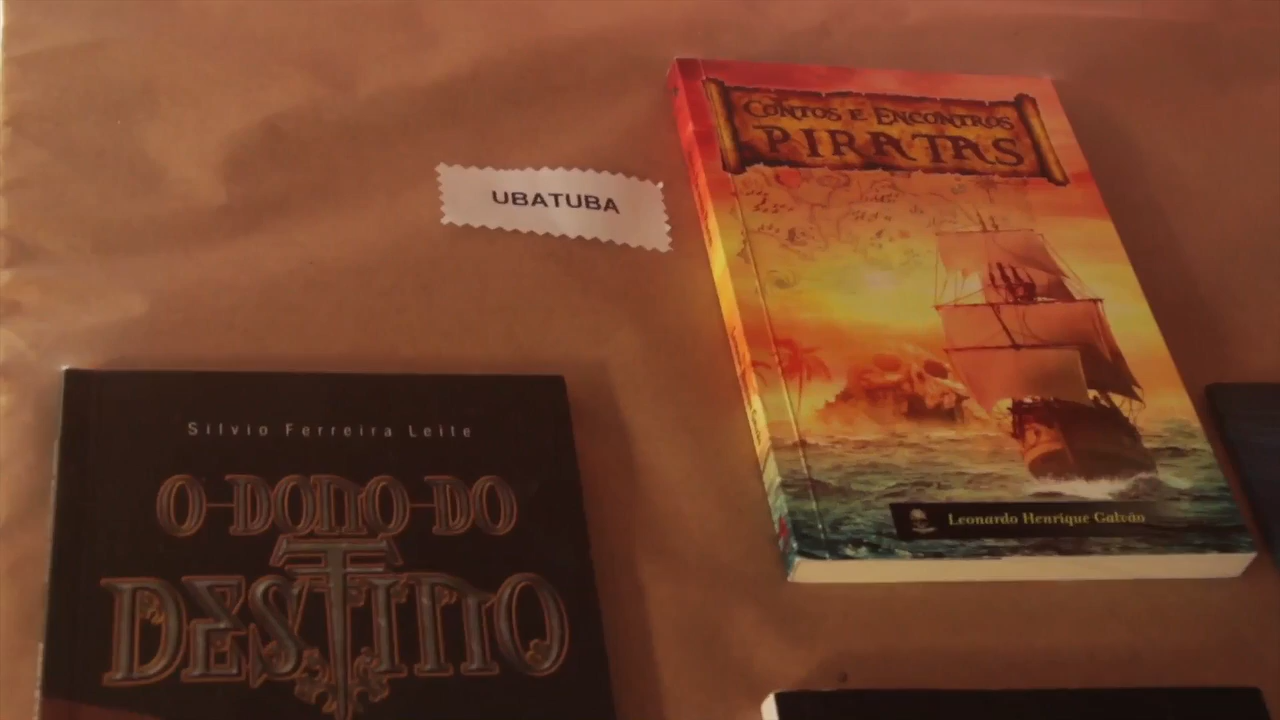 CONTOS E ENCONTROS
PIRATAS
UBATUBA
Leonardo Henrique Galvão
Silvio Ferreira Leite
O DONO DO
DESTINO